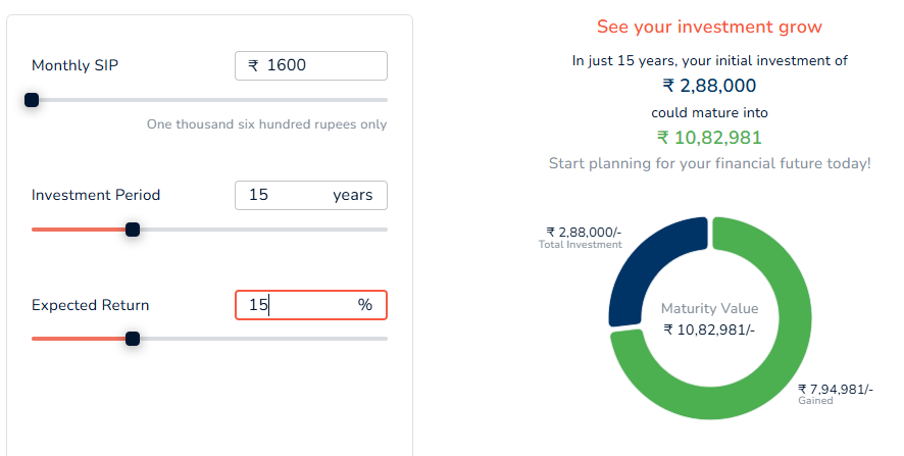 Monthly SIP
₹ 1600
One thousand six hundred rupees only
Investment Period
15 years
Expected Return
15 %
See your investment grow
In just 15 years, your initial investment of
₹ 2,88,000
could mature into
₹ 10,82,981
Start planning for your financial future today!
₹ 2,88,000/-
Total Investment
Maturity Value
₹ 10,82,981/-
₹ 7,94,981/-
Gained